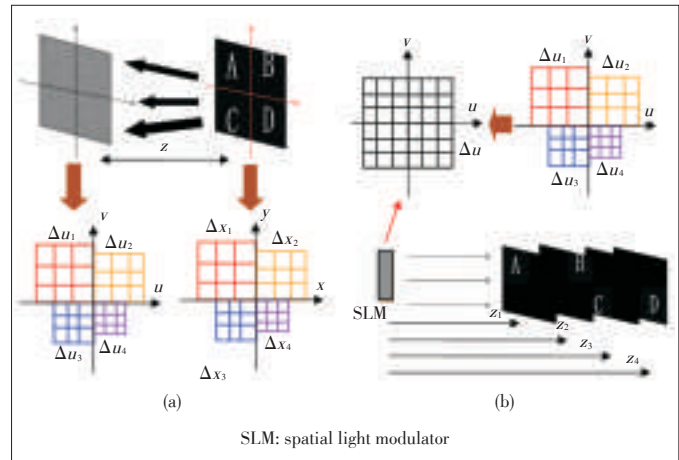 A B
C D
z
v
Δu1
Δu2
u
Δu3
Δu4
y
Δx1
Δx2
x
Δx4
Δx3
(a)
v
u
Δu
v
Δu1
Δu2
u
Δu3
Δu4
SLM
A
C
D
z1
z2
z3
z4
(b)
SLM: spatial light modulator